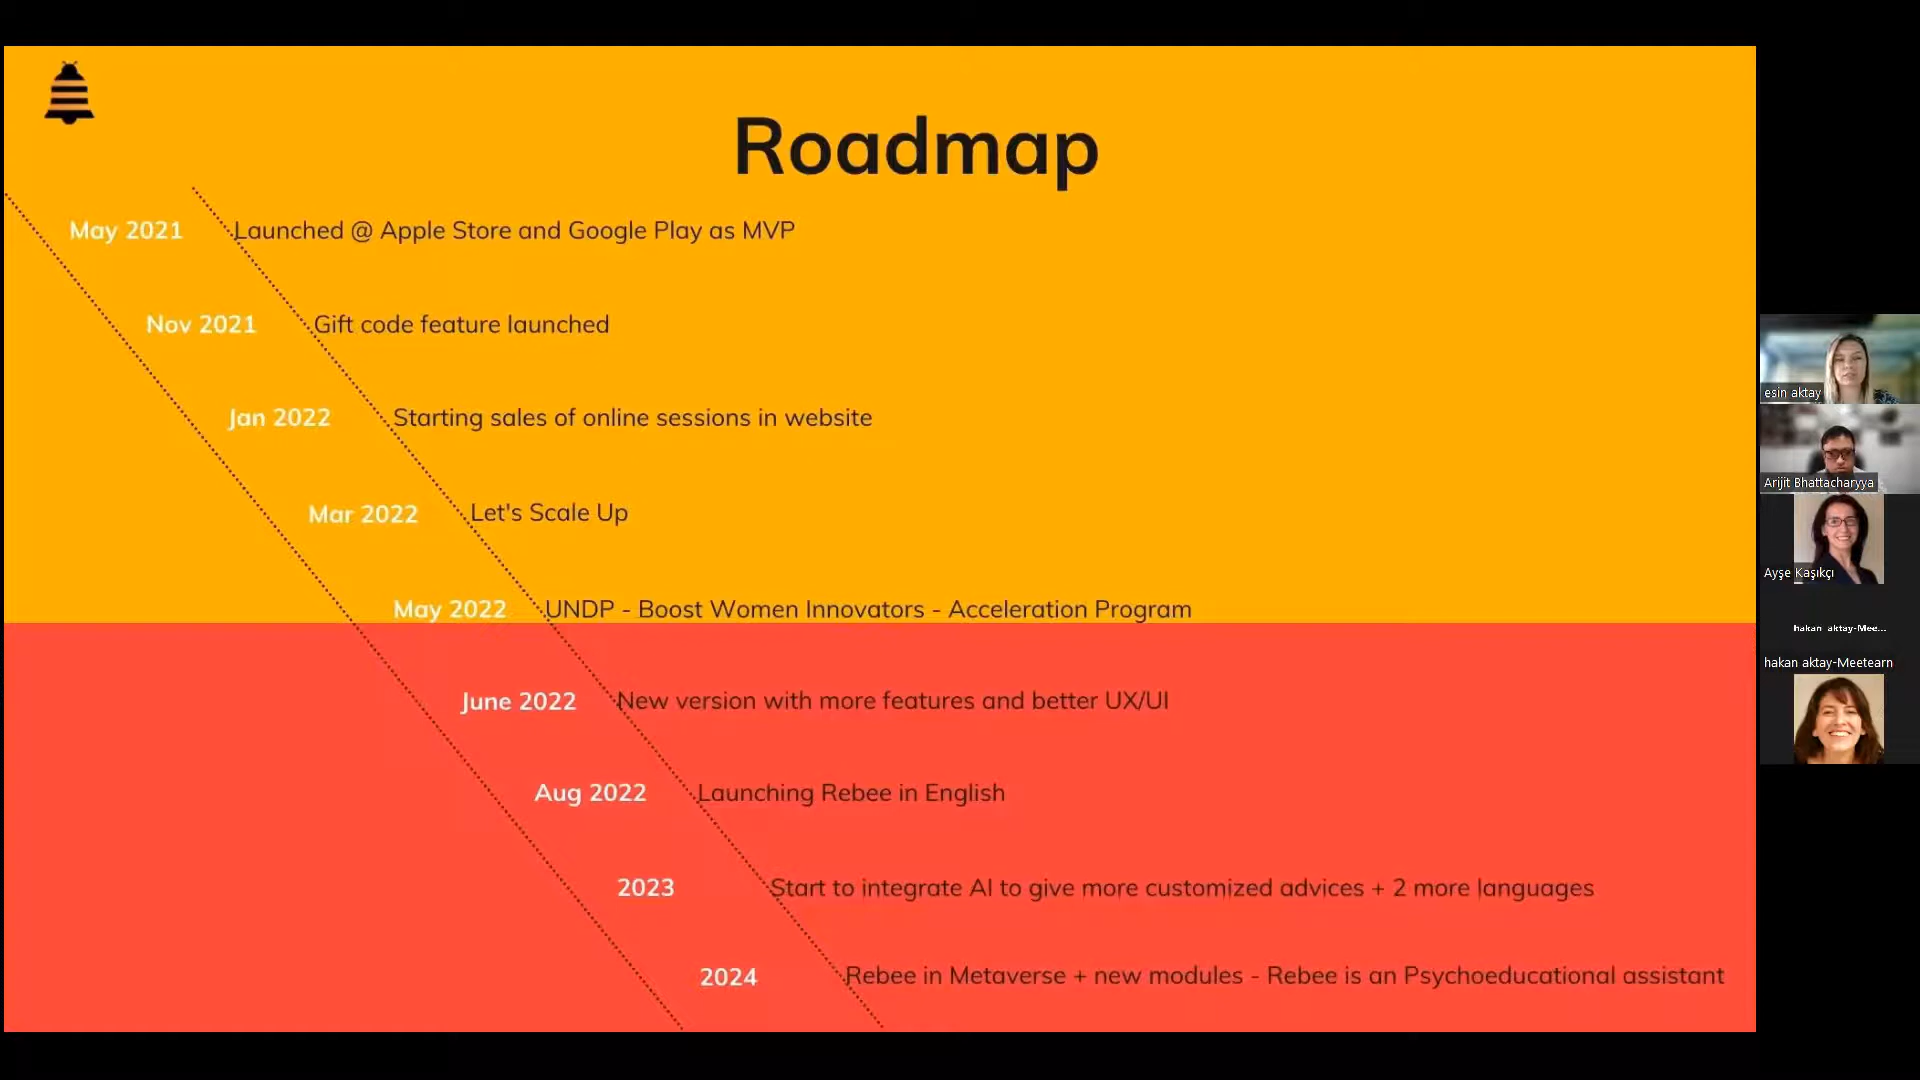 Roadmap
May 2021 Launched @ Apple Store and Google Play as MVP
Nov 2021 Gift code feature launched
Jan 2022 Starting sales of online sessions in website
Mar 2022 Let's Scale Up
May 2022 UNDP - Boost Women Innovators - Acceleration Program
June 2022 New version with more features and better UX/UI
Aug 2022 Launching Rebee in English
2023 Start to integrate AI to give more customized advices + 2 more languages
2024 Rebee in Metaverse + new modules - Rebee is an Psychoeducational assistant
esin aktay
Arijit Bhattacharyya
Ayşe Kaşıkçı
hakan aktay-Mee...
hakan aktay-Meetearn